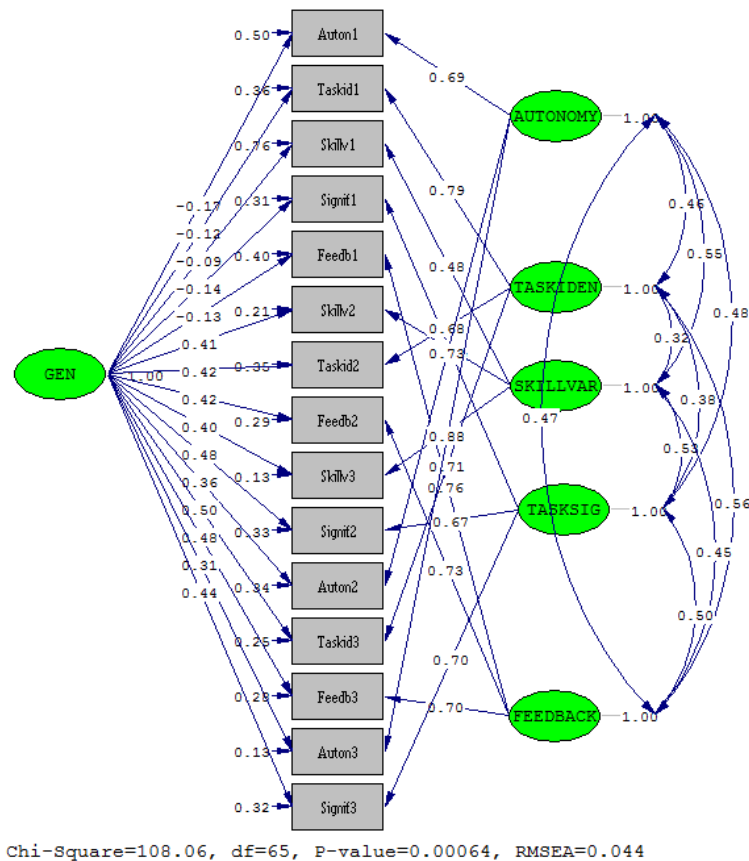 0.50 Auton1
0.69
0.36 Taskid1
AUTONOMY 1.00
0.76 Skillv1
0.79
-0.17
0.31 Signif1
0.46
-0.12
-0.09
0.40 Feedb1
0.48
0.55
-0.14
-0.13
TASKIDEN 1.00
0.21 Skillv2
0.48
0.41
0.68
0.32
0.42 0.35 Taskid2
0.73
GEN 1.00
SKILLVAR 1.00
0.42
0.38
0.29 Feedb2
0.47
0.40
0.88
0.53
0.48
0.13 Skillv3
0.71
0.36
0.76
0.56
0.50
0.33 Signif2
0.67
TASKSIG 1.00
0.48
0.45
0.31
0.73
0.44
0.34 Auton2
0.50
0.25 Taskid3
0.70
0.28 Feedb3
0.70
FEEDBACK 1.00
0.13 Auton3
0.32 Signif3
Chi-Square=108.06, df=65, P-value=0.00064, RMSEA=0.044